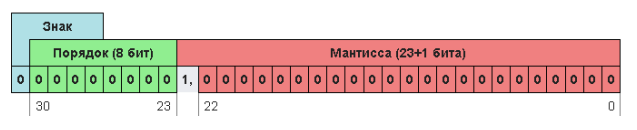 Знак
Порядок (8 бит) Мантисса (23+1 бита)
0 0 0 0 0 0 0 0 0 1, 0 0 0 0 0 0 0 0 0 0 0 0 0 0 0 0 0 0 0 0 0 0 0
30 23 22 0